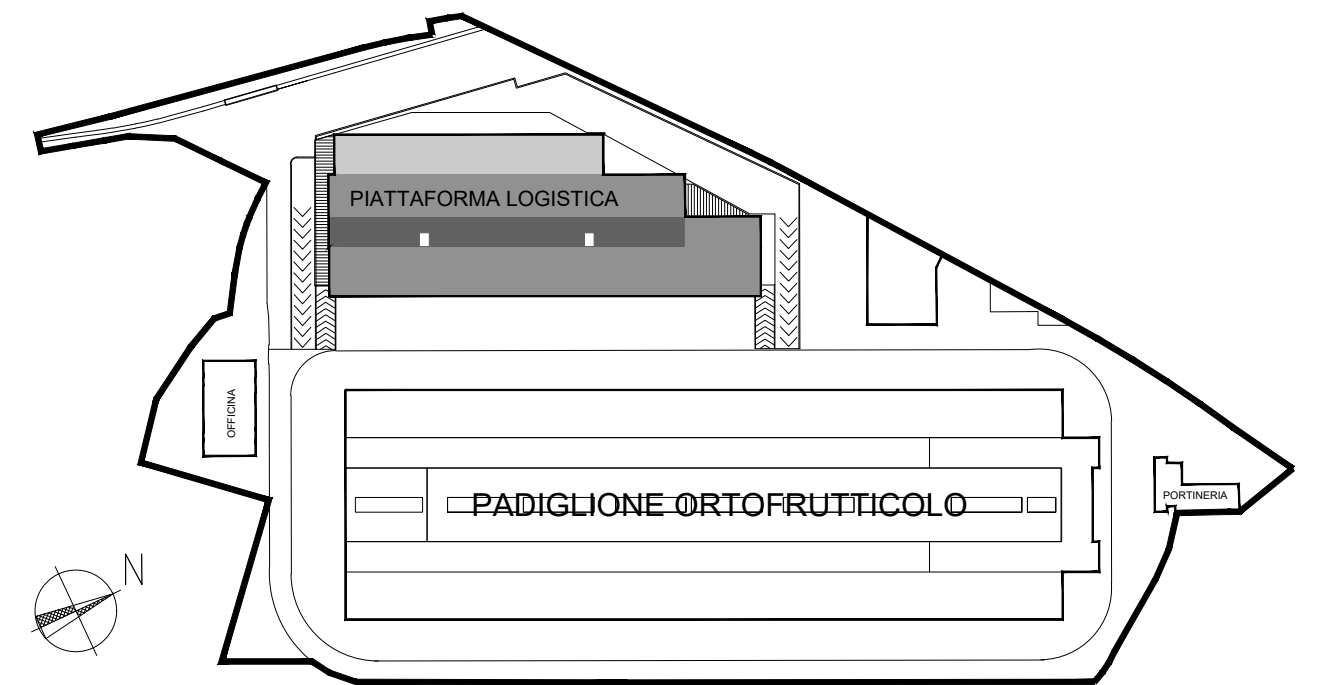 PIATTAFORMA LOGISTICA
OFFICINA
PADIGLIONE ORTOFRUTTICOLO
PORTINERIA
N